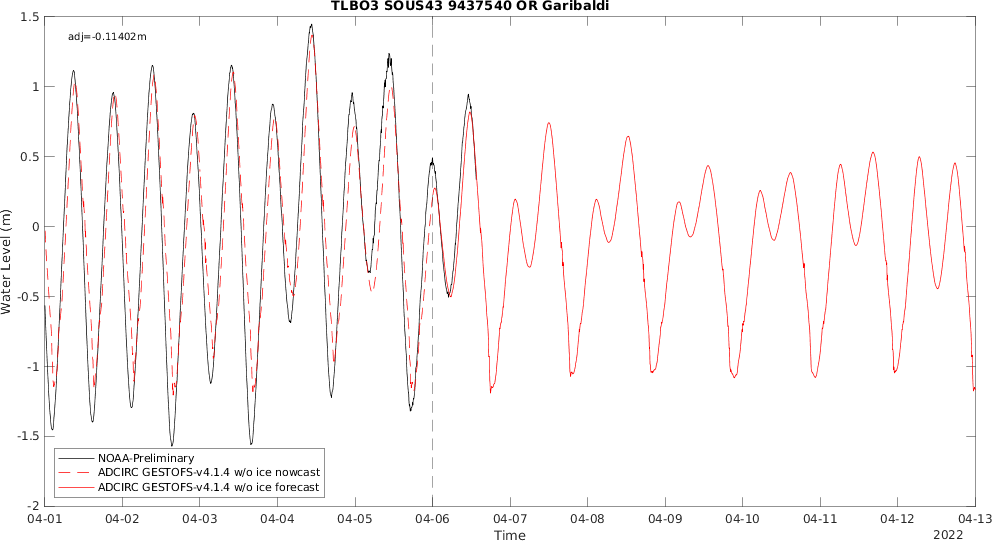 TLBO3 SOUS43 9437540 OR Garibaldi
adj=-0.11402m
1.5
1
0.5
0
-0.5
-1
-1.5
-2
Water Level (m)
NOAA-Preliminary
ADCIRC GESTOFS-v4.1.4 w/o ice nowcast
ADCIRC GESTOFS-v4.1.4 w/o ice forecast
04-01 04-02 04-03 04-04 04-05 04-06 04-07 04-08 04-09 04-10 04-11 04-12 04-13
Time
2022